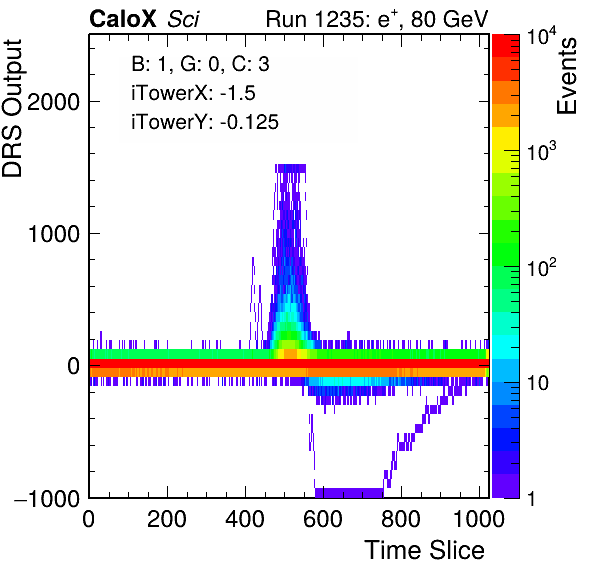 CaloX Sci Run 1235: e+, 80 GeV
B: 1, G: 0, C: 3
iTowerX: -1.5
iTowerY: -0.125
DRS Output
2000
1000
0
−1000
0 200 400 600 800 1000
Time Slice
Events
10^4
10^3
10^2
10
1